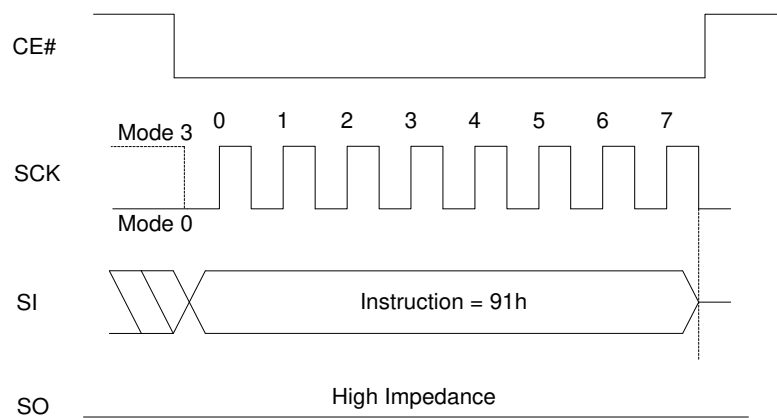 CE#
Mode 3
0 1 2 3 4 5 6 7
SCK
Mode 0
SI
Instruction = 91h
SO
High Impedance